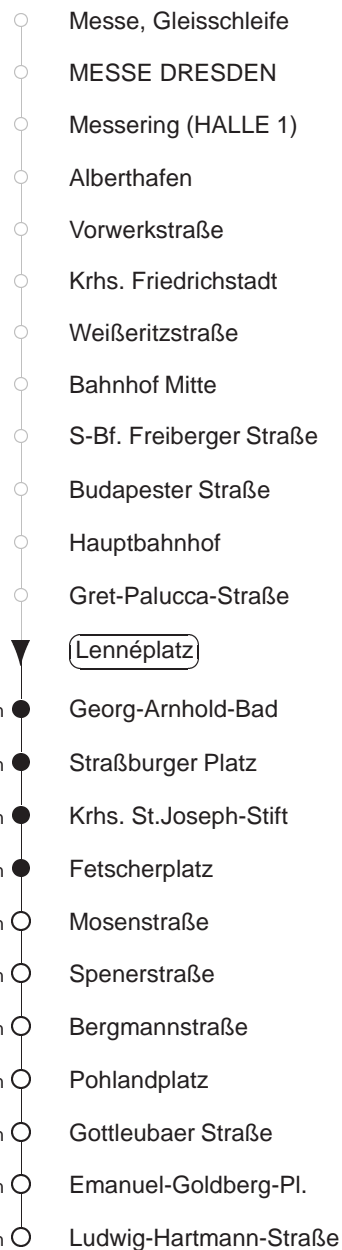 Messe, Gleisschleife
MESSE DRESDEN
Messering (HALLE 1)
Alberthafen
Vorwerkstraße
Krhs. Friedrichstadt
Weißeritzstraße
Bahnhof Mitte
S-Bf. Freiberger Straße
Budapester Straße
Hauptbahnhof
Gret-Palucca-Straße
Lennéplatz
Georg-Arnhold-Bad
Straßburger Platz
Krhs. St.Joseph-Stift
Fetscherplatz
Mosenstraße
Spenerstraße
Bergmannstraße
Pohlandplatz
Gottleubaer Straße
Emanuel-Goldberg-Pl.
Ludwig-Hartmann-Straße